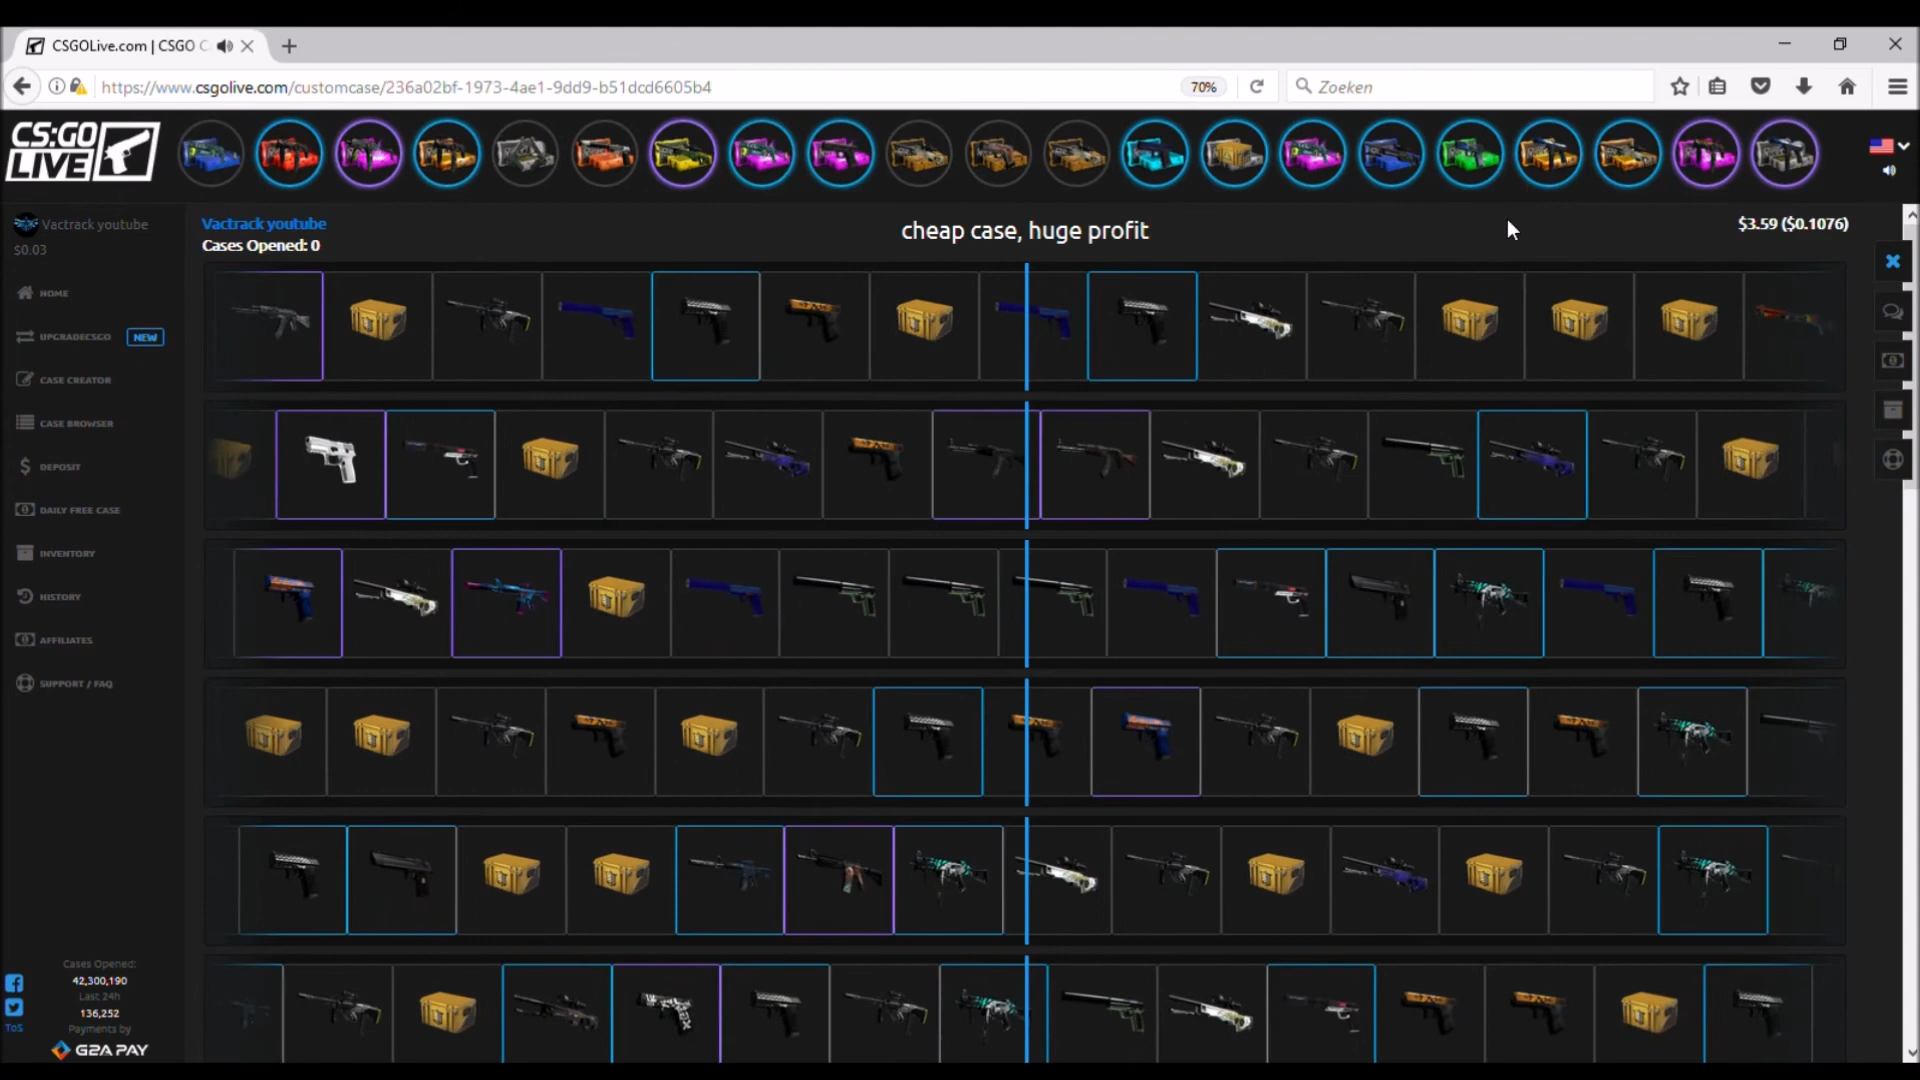 CSGOLive.com | CSGO C
https://www.csgolive.com/customcase/236a02bf-1973-4ae1-9dd9-b51dcd6605b4
70%
Zoeken
CS:GO
LIVE
Vactrack youtube
$0.03
Vactrack youtube
Cases Opened: 0
cheap case, huge profit
$3.59 ($0.1076)
HOME
UPGRADECSGO
NEW
CASE CREATOR
CASE BROWSER
DEPOSIT
DAILY FREE CASE
INVENTORY
HISTORY
AFFILIATES
SUPPORT / FAQ
Cases Opened:
42,300,190
Last 24h
136,252
Payments by
G2A PAY
ToS